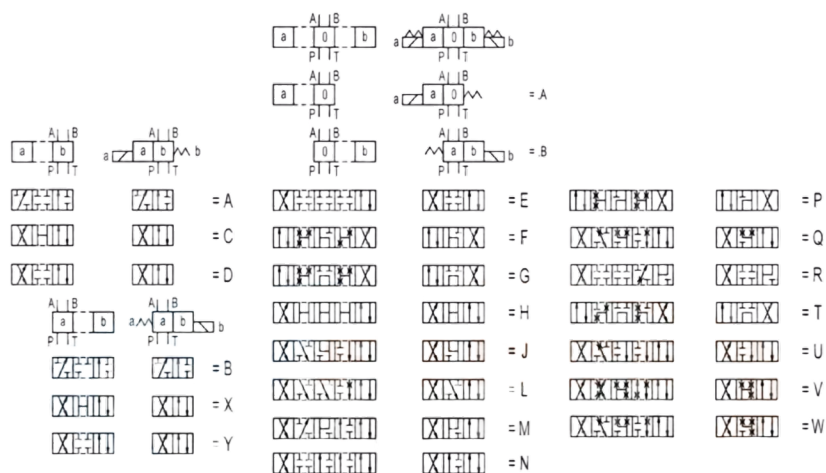 A B
a 0 b
P T
A B
a a 0 b b
P T
A B
a 0
P T
A B
a a 0 = .A
P T
A B
a b
P T
A B
a a b b
P T
A B
0 b
P T
A B
a b b = .B
P T
= A = E = P
= C = F = Q
= D = G = R
A B
a b
P T
A B
a a b b
P T
= H = T
= B = J = U
= X = L = V
= Y = M = W
= N